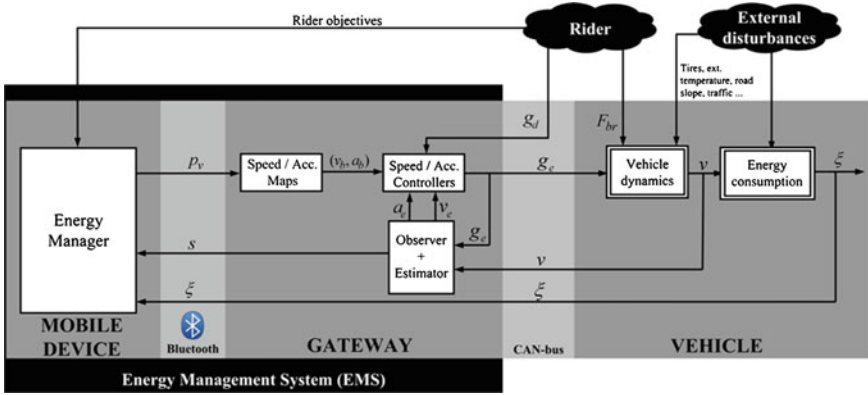 Rider objectives
Rider
External
disturbances
Tires, ext.
temperature, road
slope, traffic ...
g_d
F_br
p_v
Speed / Acc.
Maps
(v_b, a_b)
Speed / Acc.
Controllers
g_e
Vehicle
dynamics
v
Energy
consumption
ξ
a_e
v_e
Energy
Manager
s
Observer
+
Estimator
g_e
v
ξ
ξ
MOBILE
DEVICE
Bluetooth
GATEWAY
CAN-bus
VEHICLE
Energy Management System (EMS)